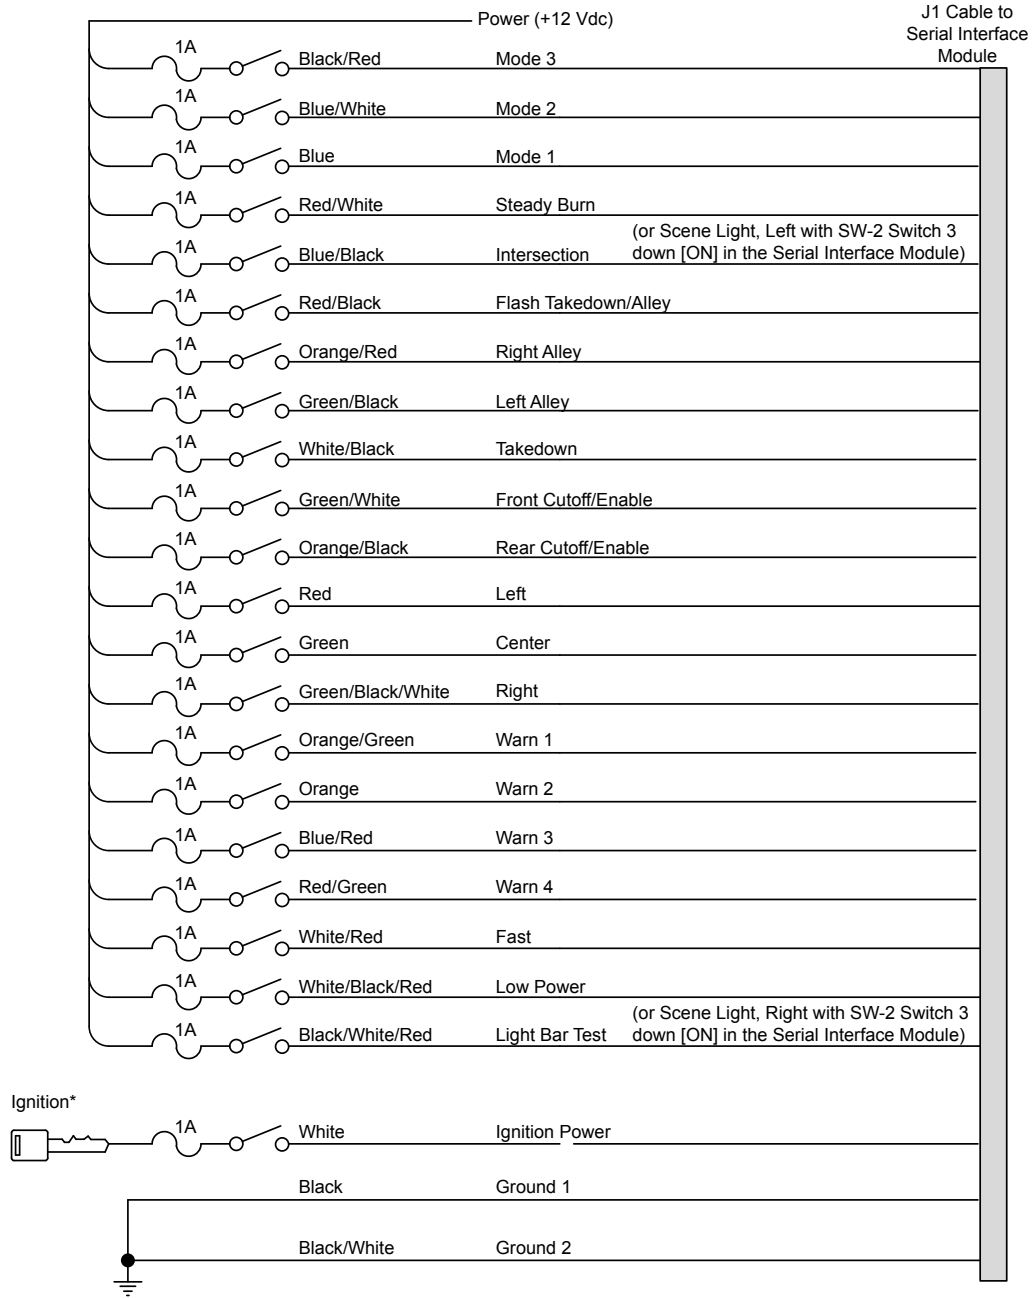 Power (+12 Vdc)
J1 Cable to
Serial Interface
Module
1A Black/Red Mode 3
1A Blue/White Mode 2
1A Blue Mode 1
1A Red/White Steady Burn
(or Scene Light, Left with SW-2 Switch 3
down [ON] in the Serial Interface Module)
1A Blue/Black Intersection
1A Red/Black Flash Takedown/Alley
1A Orange/Red Right Alley
1A Green/Black Left Alley
1A White/Black Takedown
1A Green/White Front Cutoff/Enable
1A Orange/Black Rear Cutoff/Enable
1A Red Left
1A Green Center
1A Green/Black/White Right
1A Orange/Green Warn 1
1A Orange Warn 2
1A Blue/Red Warn 3
1A Red/Green Warn 4
1A White/Red Fast
1A White/Black/Red Low Power
(or Scene Light, Right with SW-2 Switch 3
down [ON] in the Serial Interface Module)
1A Black/White/Red Light Bar Test
Ignition*
1A White Ignition Power
Black Ground 1
Black/White Ground 2